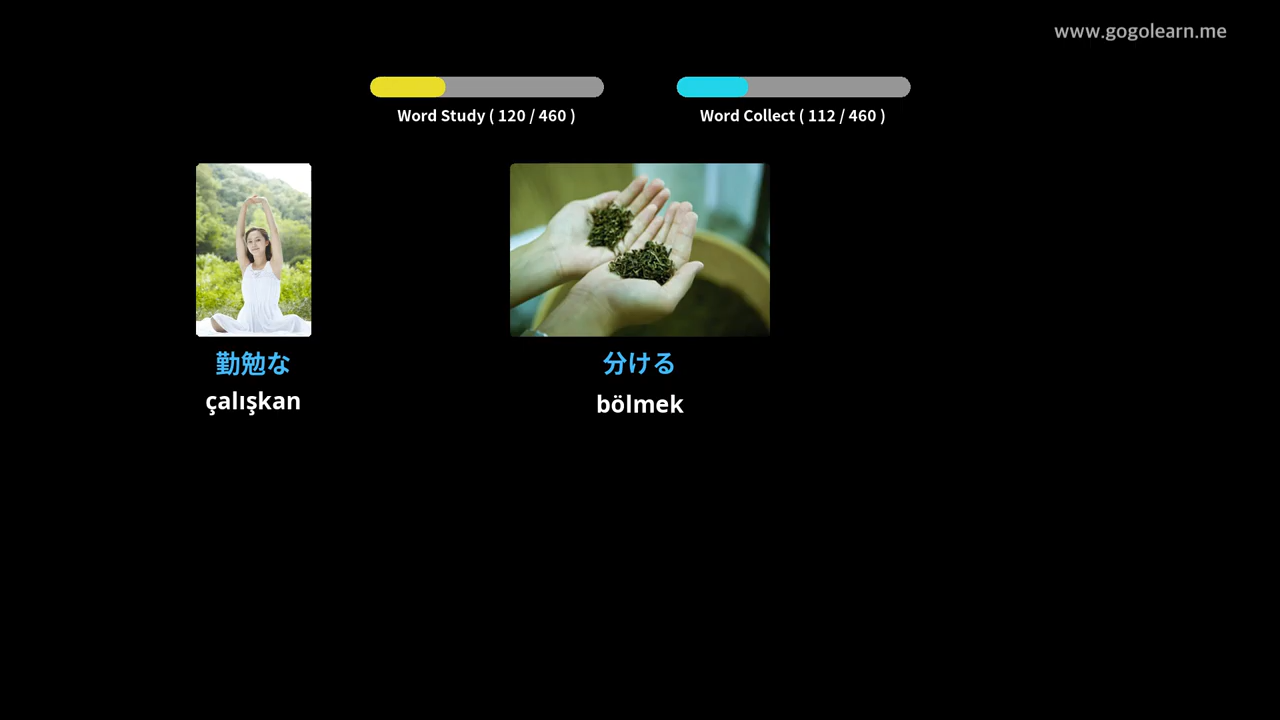 www.gogolearn.me
Word Study ( 120 / 460 )
Word Collect ( 112 / 460 )
勤勉な
çalışkan
分ける
bölmek